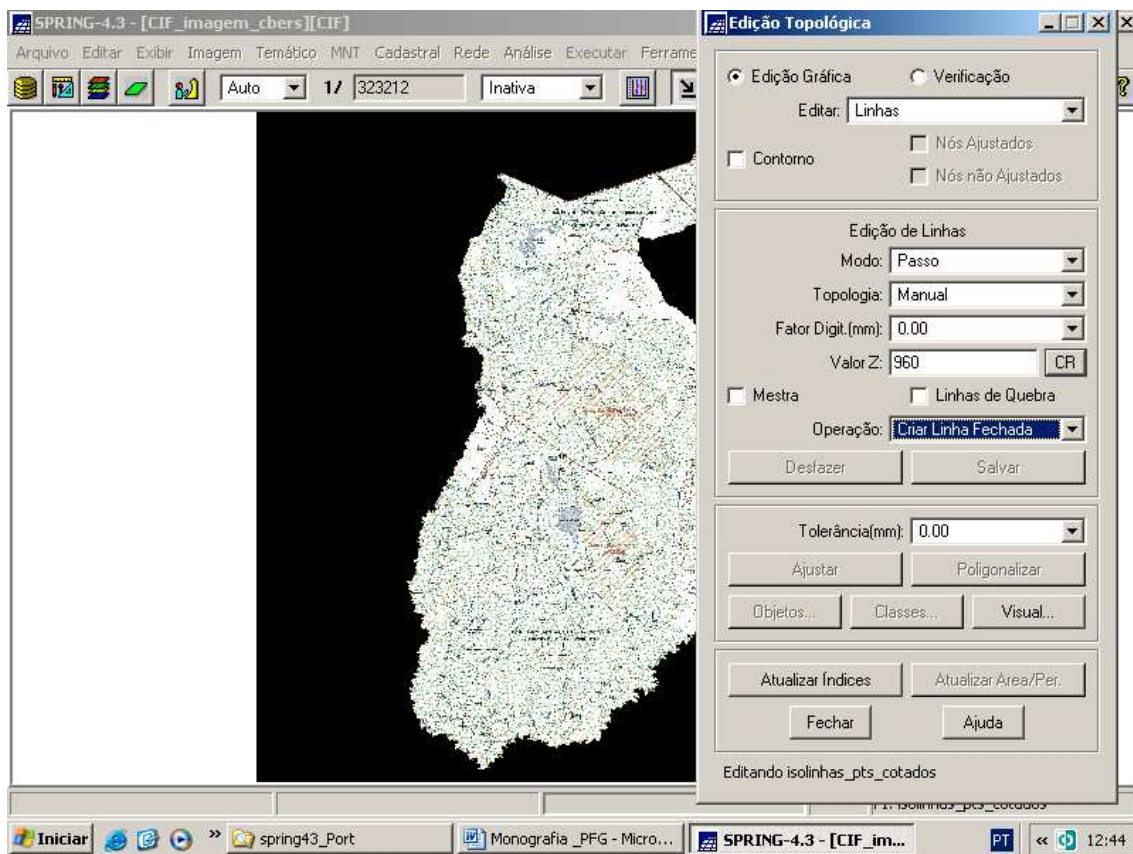 SPRING-4.3 - [CIF_imagem_cbers][CIF]
Arquivo Editar Exibir Imagem Temático MNT Cadastral Rede Análise Executar Ferrame
Auto 1/ 323212 Inativa
Edição Topológica
Edição Gráfica Verificação
Editar: Linhas
Contorno
Nós Ajustados
Nós não Ajustados
Edição de Linhas
Modo: Passo
Topologia: Manual
Fator Digit.(mm): 0.00
Valor Z: 960 CR
Mestra Linhas de Quebra
Operação: Criar Linha Fechada
Desfazer Salvar
Tolerância(mm): 0.00
Ajustar Poligonalizar
Objetos... Classes... Visual...
Atualizar Índices Atualizar Area/Per.
Fechar Ajuda
Editando isolinhas_pts_cotados
Iniciar » spring43_Port Monografia _PFG - Micro... SPRING-4.3 - [CIF_im... PT « 12:44